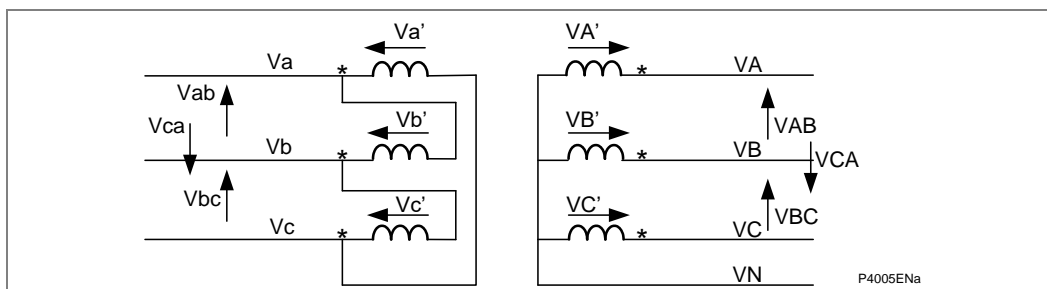 Va’ VA’
Va * * VA
Vab VAB
Vca Vb’ VB’
Vb * * VB VCA
Vbc Vc’ VC’ VBC
Vc * * VC
VN P4005ENa